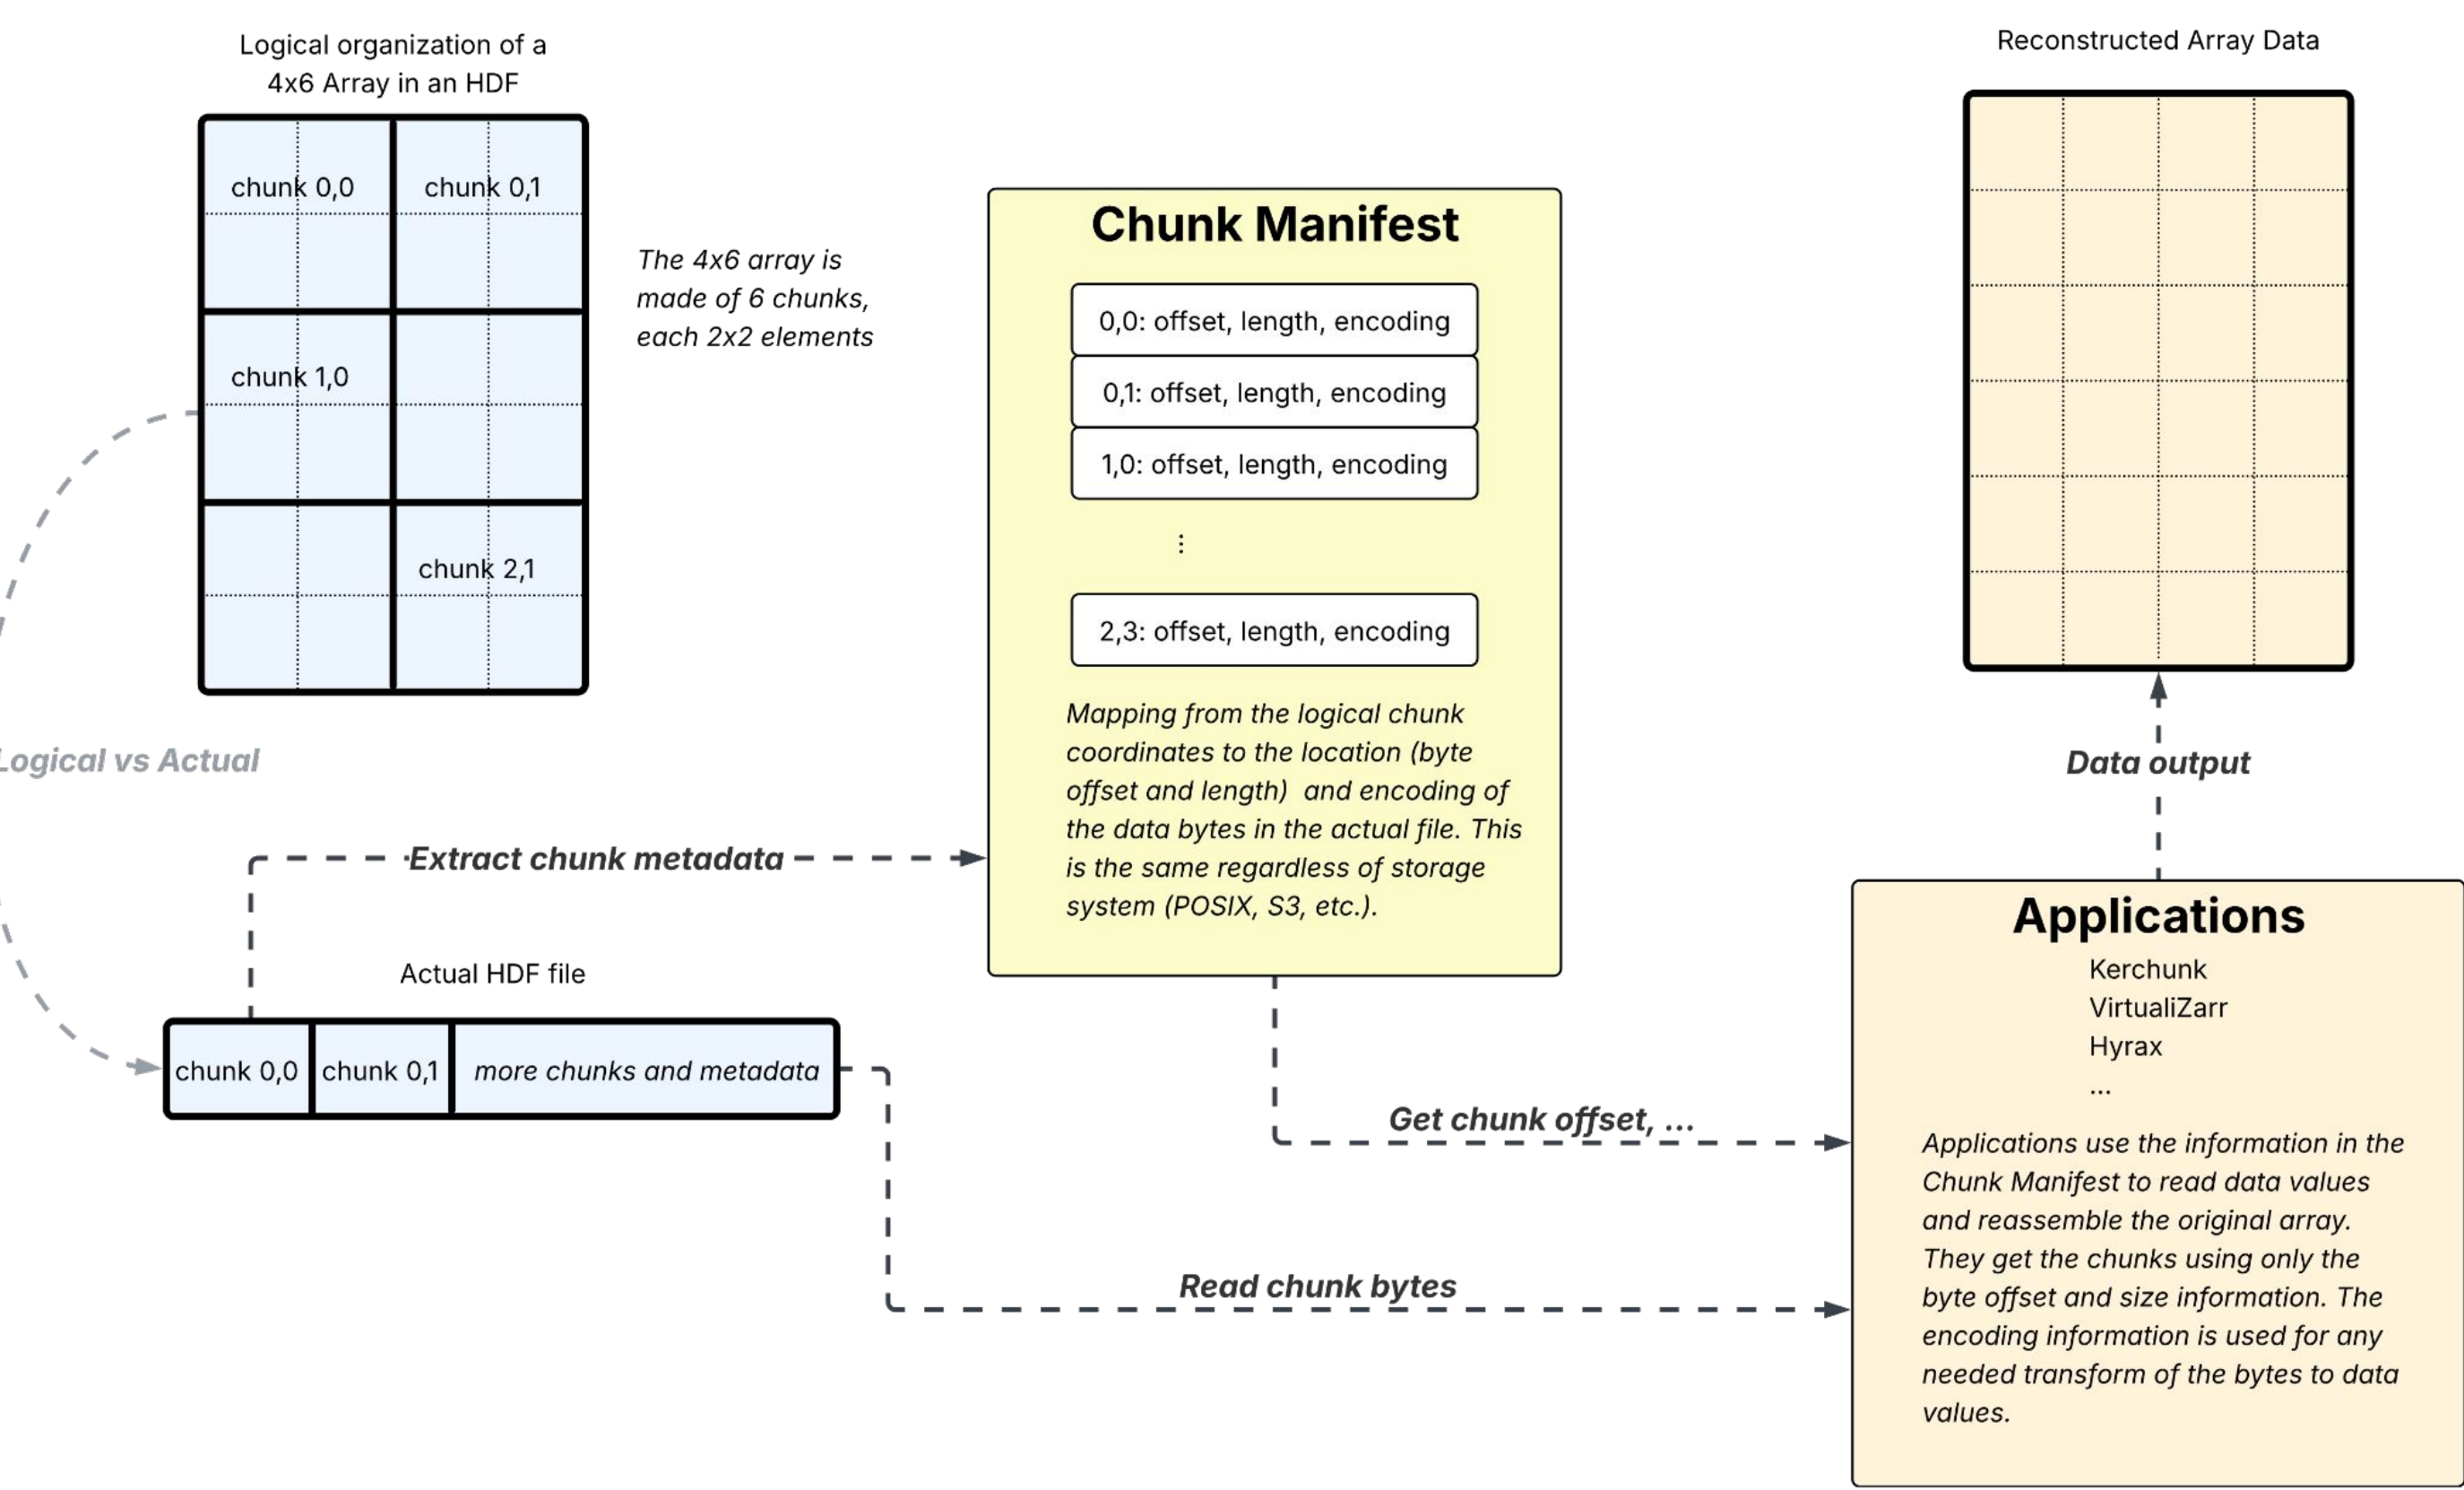 Logical organization of a
4x6 Array in an HDF
chunk 0,0
chunk 0,1
chunk 1,0
chunk 2,1
The 4x6 array is
made of 6 chunks,
each 2x2 elements
Logical vs Actual
Extract chunk metadata
Actual HDF file
chunk 0,0
chunk 0,1
more chunks and metadata
Chunk Manifest
0,0: offset, length, encoding
0,1: offset, length, encoding
1,0: offset, length, encoding
⋮
2,3: offset, length, encoding
Mapping from the logical chunk
coordinates to the location (byte
offset and length)  and encoding of
the data bytes in the actual file. This
is the same regardless of storage
system (POSIX, S3, etc.).
Get chunk offset, ...
Read chunk bytes
Reconstructed Array Data
Data output
Applications
Kerchunk
VirtualiZarr
Hyrax
...
Applications use the information in the
Chunk Manifest to read data values
and reassemble the original array.
They get the chunks using only the
byte offset and size information. The
encoding information is used for any
needed transform of the bytes to data
values.